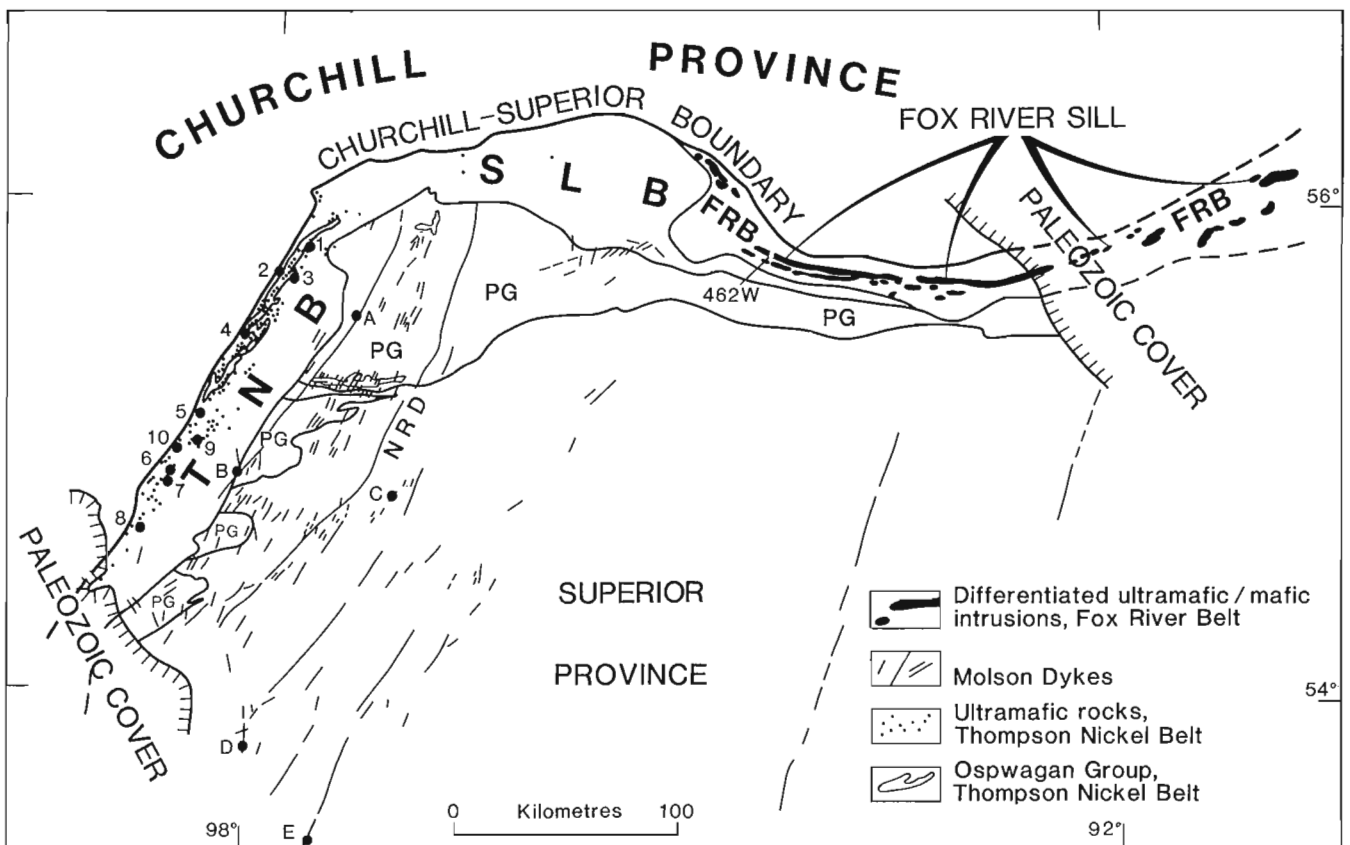 CHURCHILL PROVINCE
CHURCHILL–SUPERIOR BOUNDARY
FOX RIVER SILL
56°
S L B
FRB
FRB
PALEOZOIC COVER
462W
1
2
3
4
A
PG
PG
PG
T N B
NRD
5
10
9
6
7
8
PG
B
C
PG
PG
PALEOZOIC COVER
SUPERIOR
PROVINCE
D
E
Differentiated ultramafic / mafic
intrusions, Fox River Belt
Molson Dykes
Ultramafic rocks,
Thompson Nickel Belt
Ospwagan Group,
Thompson Nickel Belt
54°
0 Kilometres 100
98°
92°